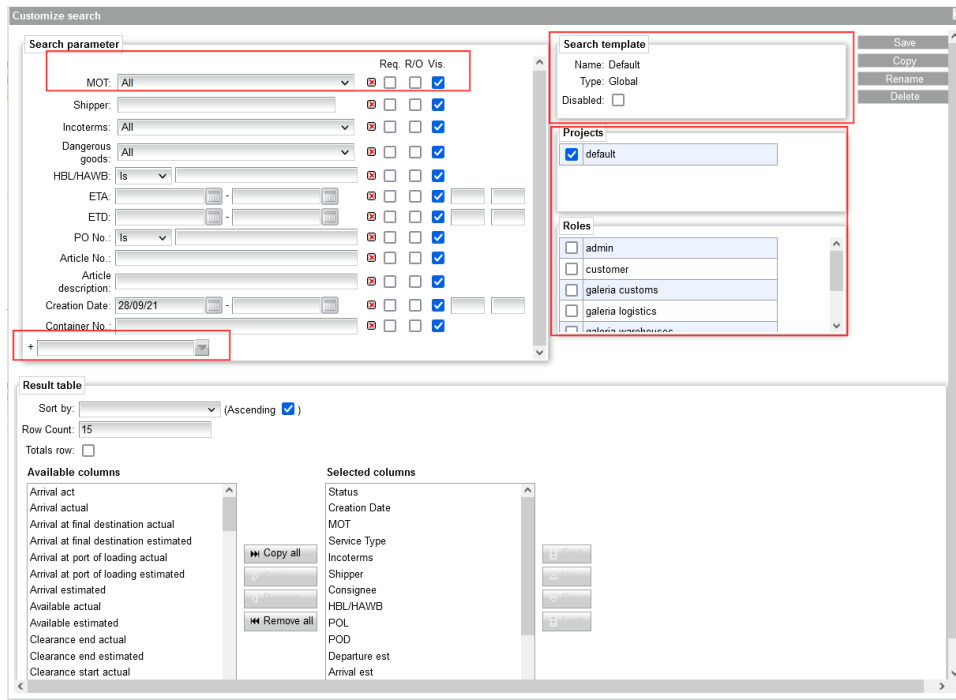 Customize search
Search parameter
Req. R/O Vis.
MOT: All
Shipper:
Incoterms: All
Dangerous goods: All
HBL/HAWB: Is
ETA: -
ETD: -
PO No.: Is
Article No.:
Article description:
Creation Date: 28/09/21 -
Container No.:
+
Search template
Name: Default
Type: Global
Disabled:
Save
Copy
Rename
Delete
Projects
default
Roles
admin
customer
galeria customs
galeria logistics
galeria warehouses
Result table
Sort by: (Ascending )
Row Count: 15
Totals row:
Available columns
Arrival act
Arrival actual
Arrival at final destination actual
Arrival at final destination estimated
Arrival at port of loading actual
Arrival at port of loading estimated
Arrival estimated
Available actual
Available estimated
Clearance end actual
Clearance end estimated
Clearance start actual
Copy all
Remove all
Selected columns
Status
Creation Date
MOT
Service Type
Incoterms
Shipper
Consignee
HBL/HAWB
POL
POD
Departure est
Arrival est